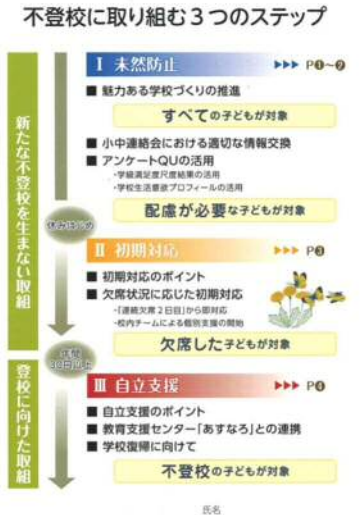 不登校に取り組む3つのステップ
新たな不登校を生まない取組
Ⅰ 未然防止 ▶▶▶ P❶~❷
■ 魅力ある学校づくりの推進
すべての子どもが対象
■ 小中連絡会における適切な情報交換
■ アンケートQUの活用
・学級満足度尺度結果の活用
・学校生活意欲プロフィールの活用
配慮が必要な子どもが対象
休みはじめ
Ⅱ 初期対応 ▶▶▶ P❸
■ 初期対応のポイント
■ 欠席状況に応じた初期対応
・「連続欠席2日目」から即対応
・校内チームによる個別支援の開始
欠席した子どもが対象
年間
30日以上
登校に向けた取組
Ⅲ 自立支援 ▶▶▶ P❹
■ 自立支援のポイント
■ 教育支援センター「あすなろ」との連携
■ 学校復帰に向けて
不登校の子どもが対象
氏名